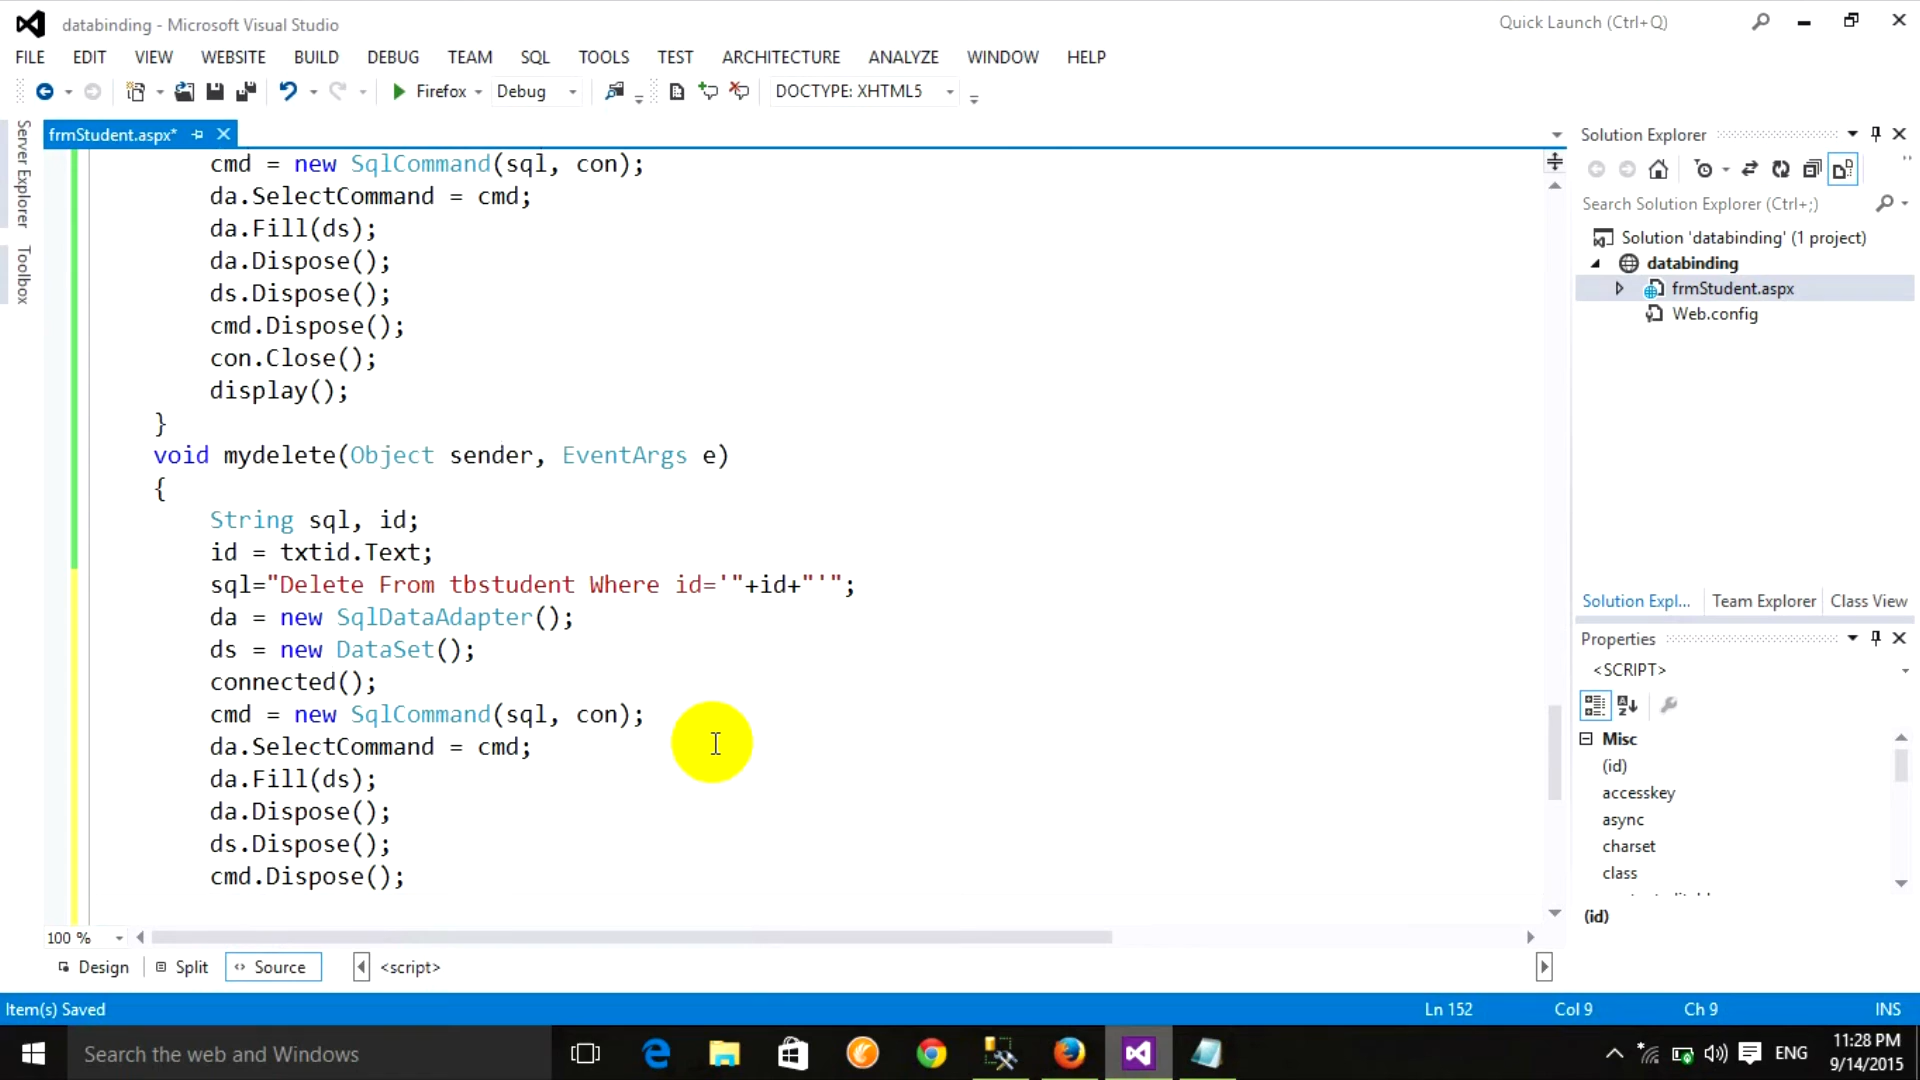 databinding - Microsoft Visual Studio
Quick Launch (Ctrl+Q)
FILE EDIT VIEW WEBSITE BUILD DEBUG TEAM SQL TOOLS TEST ARCHITECTURE ANALYZE WINDOW HELP
Firefox Debug DOCTYPE: XHTML5
Server Explorer
Toolbox
frmStudent.aspx*
cmd = new SqlCommand(sql, con);
da.SelectCommand = cmd;
da.Fill(ds);
da.Dispose();
ds.Dispose();
cmd.Dispose();
con.Close();
display();
}
void mydelete(Object sender, EventArgs e)
{
String sql, id;
id = txtid.Text;
sql="Delete From tbstudent Where id='"+id+"'";
da = new SqlDataAdapter();
ds = new DataSet();
connected();
cmd = new SqlCommand(sql, con);
da.SelectCommand = cmd;
da.Fill(ds);
da.Dispose();
ds.Dispose();
cmd.Dispose();
100 %
Design Split Source <script>
Solution Explorer
Search Solution Explorer (Ctrl+;)
Solution 'databinding' (1 project)
databinding
frmStudent.aspx
Web.config
Solution Expl... Team Explorer Class View
Properties
<SCRIPT>
Misc
(id)
accesskey
async
charset
class
(id)
Item(s) Saved
Ln 152 Col 9 Ch 9 INS
Search the web and Windows
ENG
11:28 PM
9/14/2015